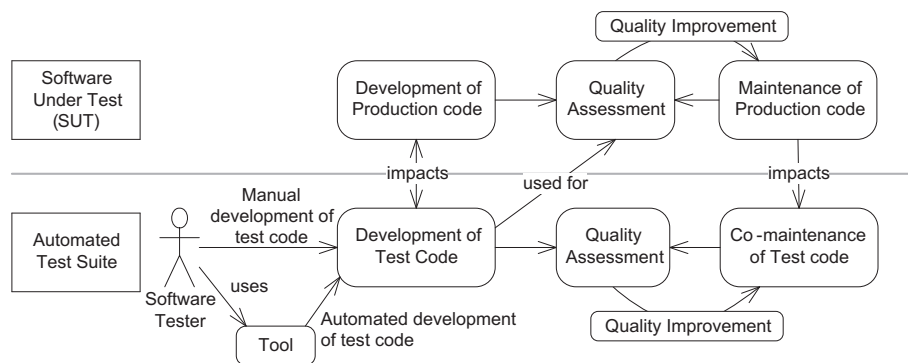 Quality Improvement
Software
Under Test
(SUT)
Development of
Production code
Quality
Assessment
Maintenance of
Production code
impacts
used for
impacts
Manual
development of
test code
Automated
Test Suite
Development of
Test Code
Quality
Assessment
Co-maintenance
of Test code
uses
Software
Tester
Automated development
of test code
Tool
Quality Improvement